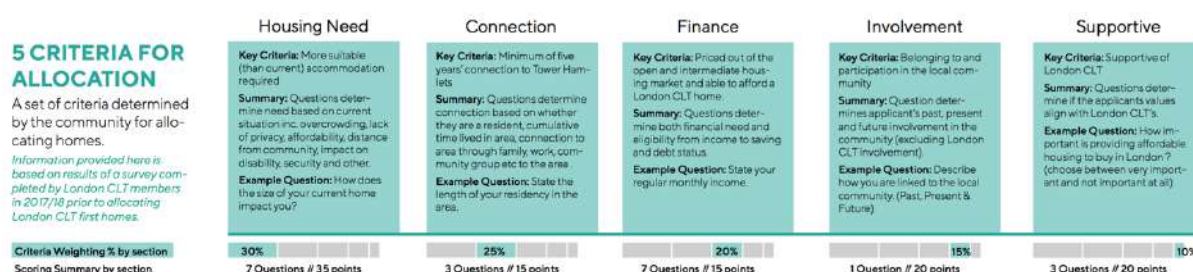 5 CRITERIA FOR
ALLOCATION
A set of criteria determined
by the community for allo-
cating homes.
Information provided here is
based on results of a survey com-
pleted by London CLT members
in 2017/18 prior to allocating
London CLT first homes.
Housing Need
Key Criteria: More suitable
(than current) accommodation
required
Summary: Questions deter-
mine need based on current
situation inc. overcrowding, lack
of privacy, affordability, distance
from community, impact on
disability, security and other.
Example Question: How does
the size of your current home
impact you?
Connection
Key Criteria: Minimum of five
years' connection to Tower Ham-
lets
Summary: Questions determine
connection based on whether
they are a resident, cumulative
time lived in area, connection to
area through family, work, com-
munity group etc to the area.
Example Question: State the
length of your residency in the
area.
Finance
Key Criteria: Priced out of the
open and intermediate hous-
ing market and able to afford a
London CLT home.
Summary: Questions deter-
mine both financial need and
eligibility from income to saving
and debt status.
Example Question: State your
regular monthly income.
Involvement
Key Criteria: Belonging to and
participation in the local com-
munity
Summary: Question deter-
mines applicant's past, present
and future involvement in the
community (excluding London
CLT involvement).
Example Question: Describe
how you are linked to the local
community. (Past, Present &
Future)
Supportive
Key Criteria: Supportive of
London CLT
Summary: Questions deter-
mine if the applicants values
align with London CLT's.
Example Question: How im-
portant is providing affordable
housing to buy in London?
(choose between very import-
ant and not important at all)
Criteria Weighting % by section
30%
25%
20%
15%
10%
Scoring Summary by section
7 Questions // 35 points
3 Questions // 15 points
7 Questions // 15 points
1 Question // 20 points
3 Questions // 20 points